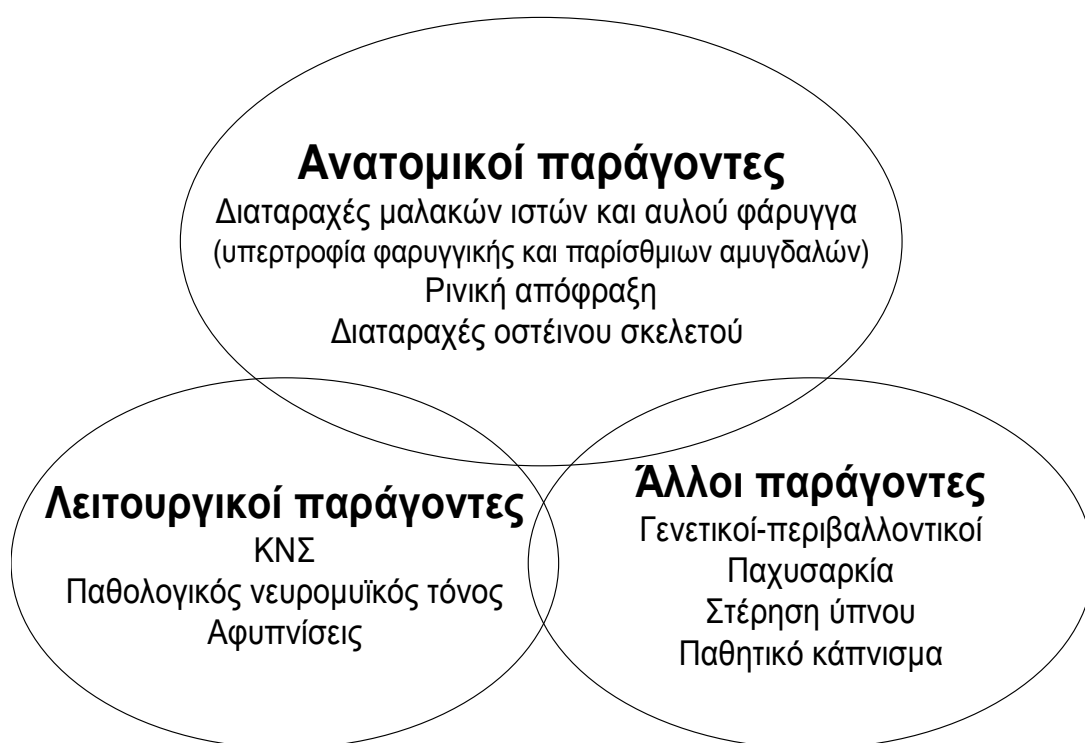 Ανατομικοί παράγοντες
Διαταραχές μαλακών ιστών και αυλού φάρυγγα
(υπερτροφία φαρυγγικής και παρίσθμιων αμυγδαλών)
Ρινική απόφραξη
Διαταραχές οστέινου σκελετού
Λειτουργικοί παράγοντες
ΚΝΣ
Παθολογικός νευρομυϊκός τόνος
Αφυπνίσεις
Άλλοι παράγοντες
Γενετικοί-περιβαλλοντικοί
Παχυσαρκία
Στέρηση ύπνου
Παθητικό κάπνισμα